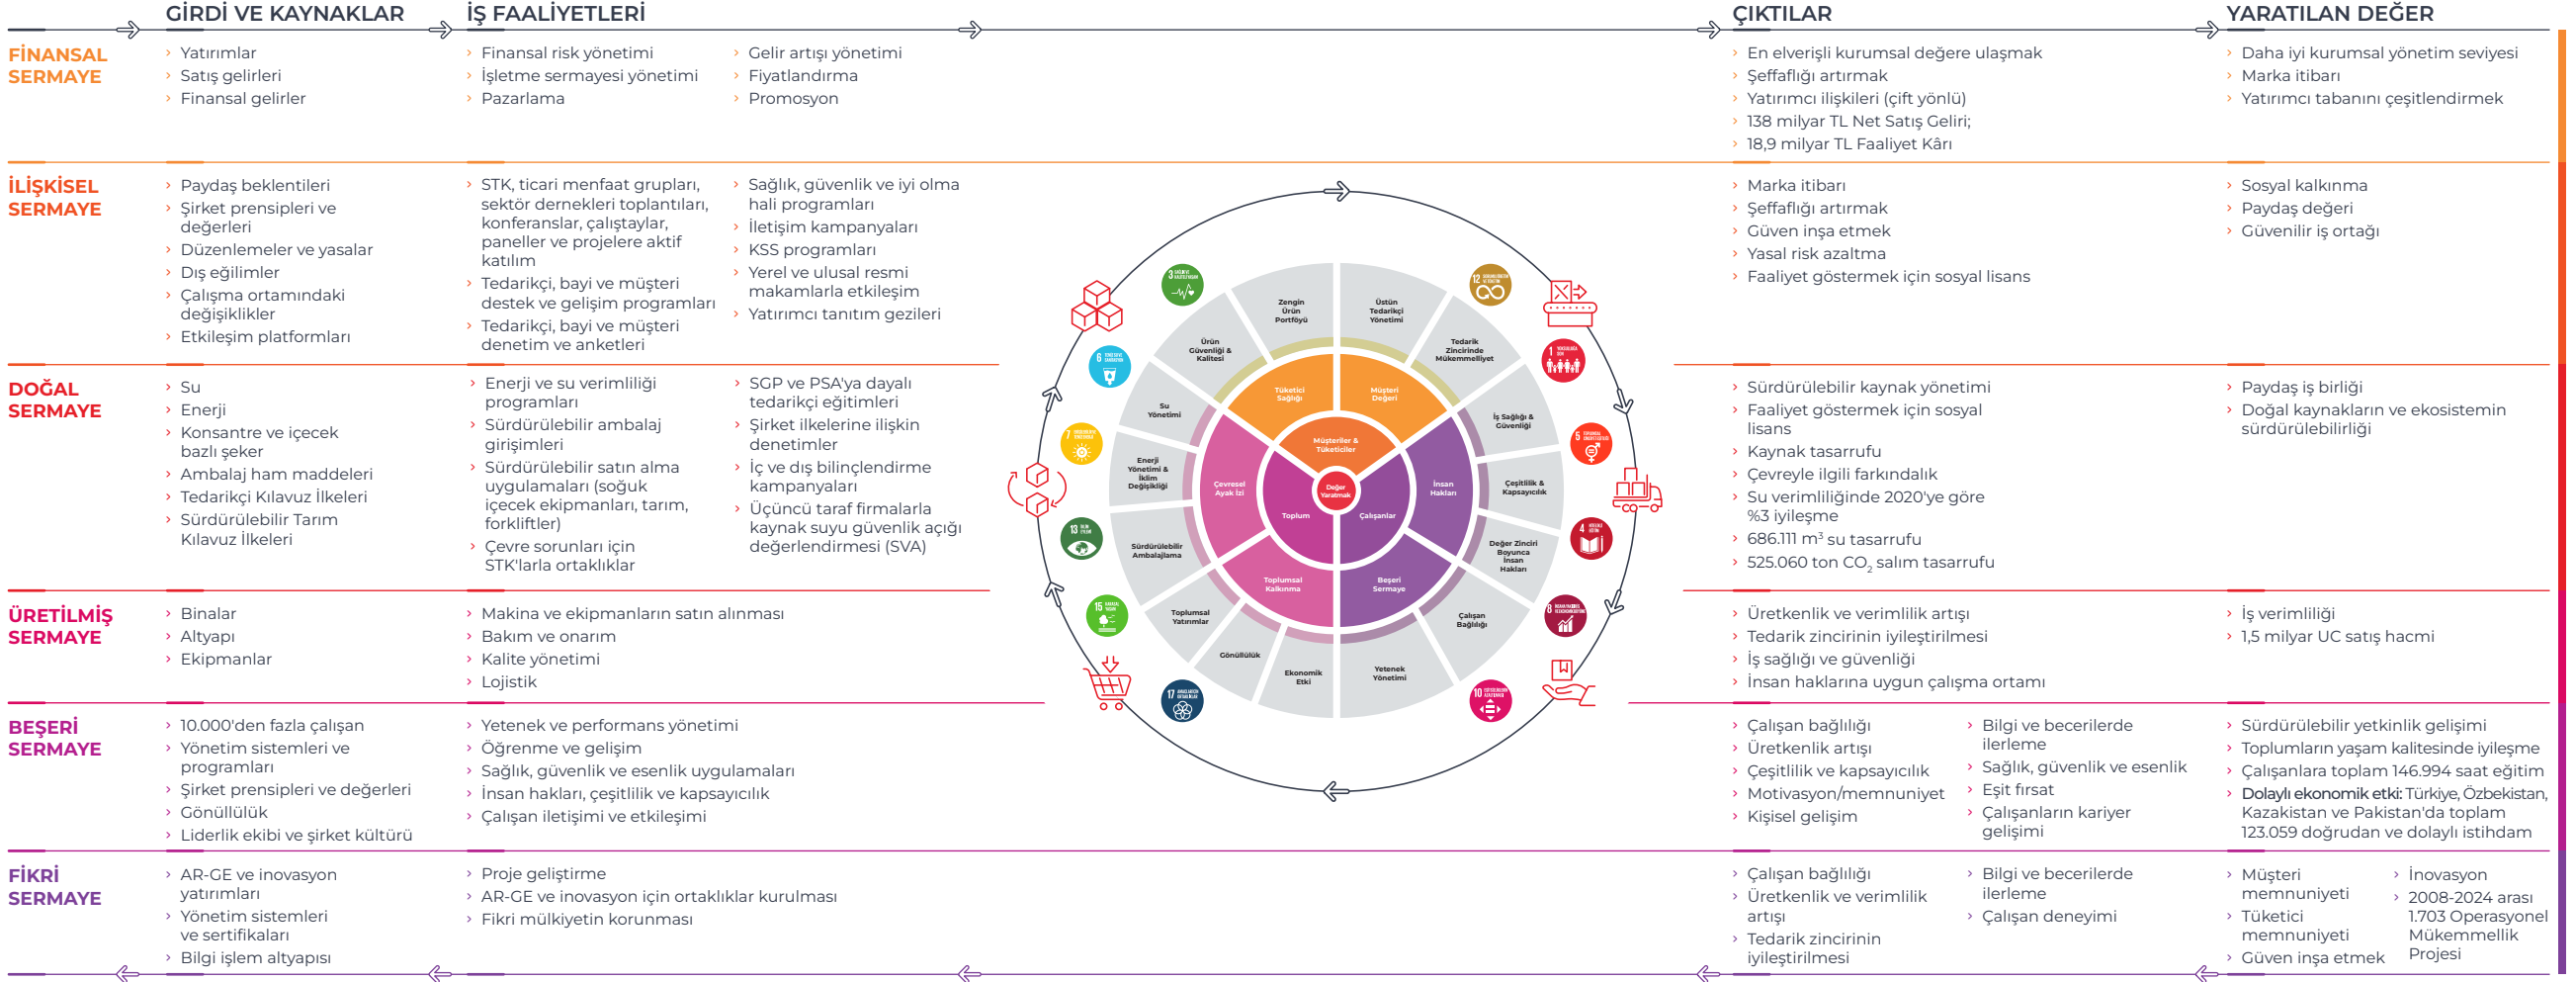 GİRDİ VE KAYNAKLAR
İŞ FAALİYETLERİ
ÇIKTILAR
YARATILAN DEĞER
FİNANSAL
SERMAYE
› Yatırımlar
› Satış gelirleri
› Finansal gelirler
› Finansal risk yönetimi
› İşletme sermayesi yönetimi
› Pazarlama
› Gelir artışı yönetimi
› Fiyatlandırma
› Promosyon
› En elverişli kurumsal değere ulaşmak
› Şeffaflığı artırmak
› Yatırımcı ilişkileri (çift yönlü)
› 138 milyar TL Net Satış Geliri;
› 18,9 milyar TL Faaliyet Kârı
› Daha iyi kurumsal yönetim seviyesi
› Marka itibarı
› Yatırımcı tabanını çeşitlendirmek
İLİŞKİSEL
SERMAYE
› Paydaş beklentileri
› Şirket prensipleri ve
değerleri
› Düzenlemeler ve yasalar
› Dış eğilimler
› Çalışma ortamındaki
değişiklikler
› Etkileşim platformları
› STK, ticari menfaat grupları,
sektör dernekleri toplantıları,
konferanslar, çalıştaylar,
paneller ve projelere aktif
katılım
› Tedarikçi, bayi ve müşteri
destek ve gelişim programları
› Tedarikçi, bayi ve müşteri
denetim ve anketleri
› Sağlık, güvenlik ve iyi olma
hali programları
› İletişim kampanyaları
› KSS programları
› Yerel ve ulusal resmi
makamlarla etkileşim
› Yatırımcı tanıtım gezileri
› Marka itibarı
› Şeffaflığı artırmak
› Güven inşa etmek
› Yasal risk azaltma
› Faaliyet göstermek için sosyal lisans
› Sosyal kalkınma
› Paydaş değeri
› Güvenilir iş ortağı
DOĞAL
SERMAYE
› Su
› Enerji
› Konsantre ve içecek
bazlı şeker
› Ambalaj ham maddeleri
› Tedarikçi Kılavuz İlkeleri
› Sürdürülebilir Tarım
Kılavuz İlkeleri
› Enerji ve su verimliliği
programları
› Sürdürülebilir ambalaj
girişimleri
› Sürdürülebilir satın alma
uygulamaları (soğuk
içecek ekipmanları, tarım,
forkliftler)
› Çevre sorunları için
STK'larla ortaklıklar
› SGP ve PSA'ya dayalı
tedarikçi eğitimleri
› Şirket ilkelerine ilişkin
denetimler
› İç ve dış bilinçlendirme
kampanyaları
› Üçüncü taraf firmalarla
kaynak suyu güvenlik açığı
değerlendirmesi (SVA)
› Sürdürülebilir kaynak yönetimi
› Faaliyet göstermek için sosyal
lisans
› Kaynak tasarrufu
› Çevreyle ilgili farkındalık
› Su verimliliğinde 2020'ye göre
%3 iyileşme
› 686.111 m³ su tasarrufu
› 525.060 ton CO₂ salım tasarrufu
› Paydaş iş birliği
› Doğal kaynakların ve ekosistemin
sürdürülebilirliği
ÜRETİLMİŞ
SERMAYE
› Binalar
› Altyapı
› Ekipmanlar
› Makina ve ekipmanların satın alınması
› Bakım ve onarım
› Kalite yönetimi
› Lojistik
› Üretkenlik ve verimlilik artışı
› Tedarik zincirinin iyileştirilmesi
› İş sağlığı ve güvenliği
› İnsan haklarına uygun çalışma ortamı
› İş verimliliği
› 1,5 milyar UC satış hacmi
BEŞERİ
SERMAYE
› 10.000'den fazla çalışan
› Yönetim sistemleri ve
programları
› Şirket prensipleri ve değerleri
› Gönüllülük
› Liderlik ekibi ve şirket kültürü
› Yetenek ve performans yönetimi
› Öğrenme ve gelişim
› Sağlık, güvenlik ve esenlik uygulamaları
› İnsan hakları, çeşitlilik ve kapsayıcılık
› Çalışan iletişimi ve etkileşimi
› Çalışan bağlılığı
› Üretkenlik artışı
› Çeşitlilik ve kapsayıcılık
› Motivasyon/memnuniyet
› Kişisel gelişim
› Bilgi ve becerilerde
ilerleme
› Sağlık, güvenlik ve esenlik
› Eşit fırsat
› Çalışanların kariyer
gelişimi
› Sürdürülebilir yetkinlik gelişimi
› Toplumların yaşam kalitesinde iyileşme
› Çalışanlara toplam 146.994 saat eğitim
› Dolaylı ekonomik etki: Türkiye, Özbekistan,
Kazakistan ve Pakistan'da toplam
123.059 doğrudan ve dolaylı istihdam
FİKRİ
SERMAYE
› AR-GE ve inovasyon
yatırımları
› Yönetim sistemleri
ve sertifikaları
› Bilgi işlem altyapısı
› Proje geliştirme
› AR-GE ve inovasyon için ortaklıklar kurulması
› Fikri mülkiyetin korunması
› Çalışan bağlılığı
› Üretkenlik ve verimlilik
artışı
› Tedarik zincirinin
iyileştirilmesi
› Bilgi ve becerilerde
ilerleme
› Çalışan deneyimi
› Müşteri
memnuniyeti
› Tüketici
memnuniyeti
› Güven inşa etmek
› İnovasyon
› 2008-2024 arası
1.703 Operasyonel
Mükemmellik
Projesi
Değer
Yaratmak
Müşteriler &
Tüketiciler
Çalışanlar
Toplum
Tüketici
Sağlığı
Müşteri
Değeri
İnsan
Hakları
Beşeri
Sermaye
Toplumsal
Kalkınma
Çevresel
Ayak İzi
Zengin
Ürün
Portföyü
Üstün
Tedarikçi
Yönetimi
Tedarik
Zincirinde
Mükemmelliyet
İş Sağlığı &
Güvenliği
Çeşitlilik &
Kapsayıcılık
Değer Zinciri
Boyunca
İnsan
Hakları
Çalışan
Bağlılığı
Yetenek
Yönetimi
Ekonomik
Etki
Gönüllülük
Toplumsal
Yatırımlar
Sürdürülebilir
Ambalajlama
Enerji
Yönetimi &
İklim
Değişikliği
Su
Yönetimi
Ürün
Güvenliği &
Kalitesi
3
12
1
5
4
8
10
17
15
13
7
6